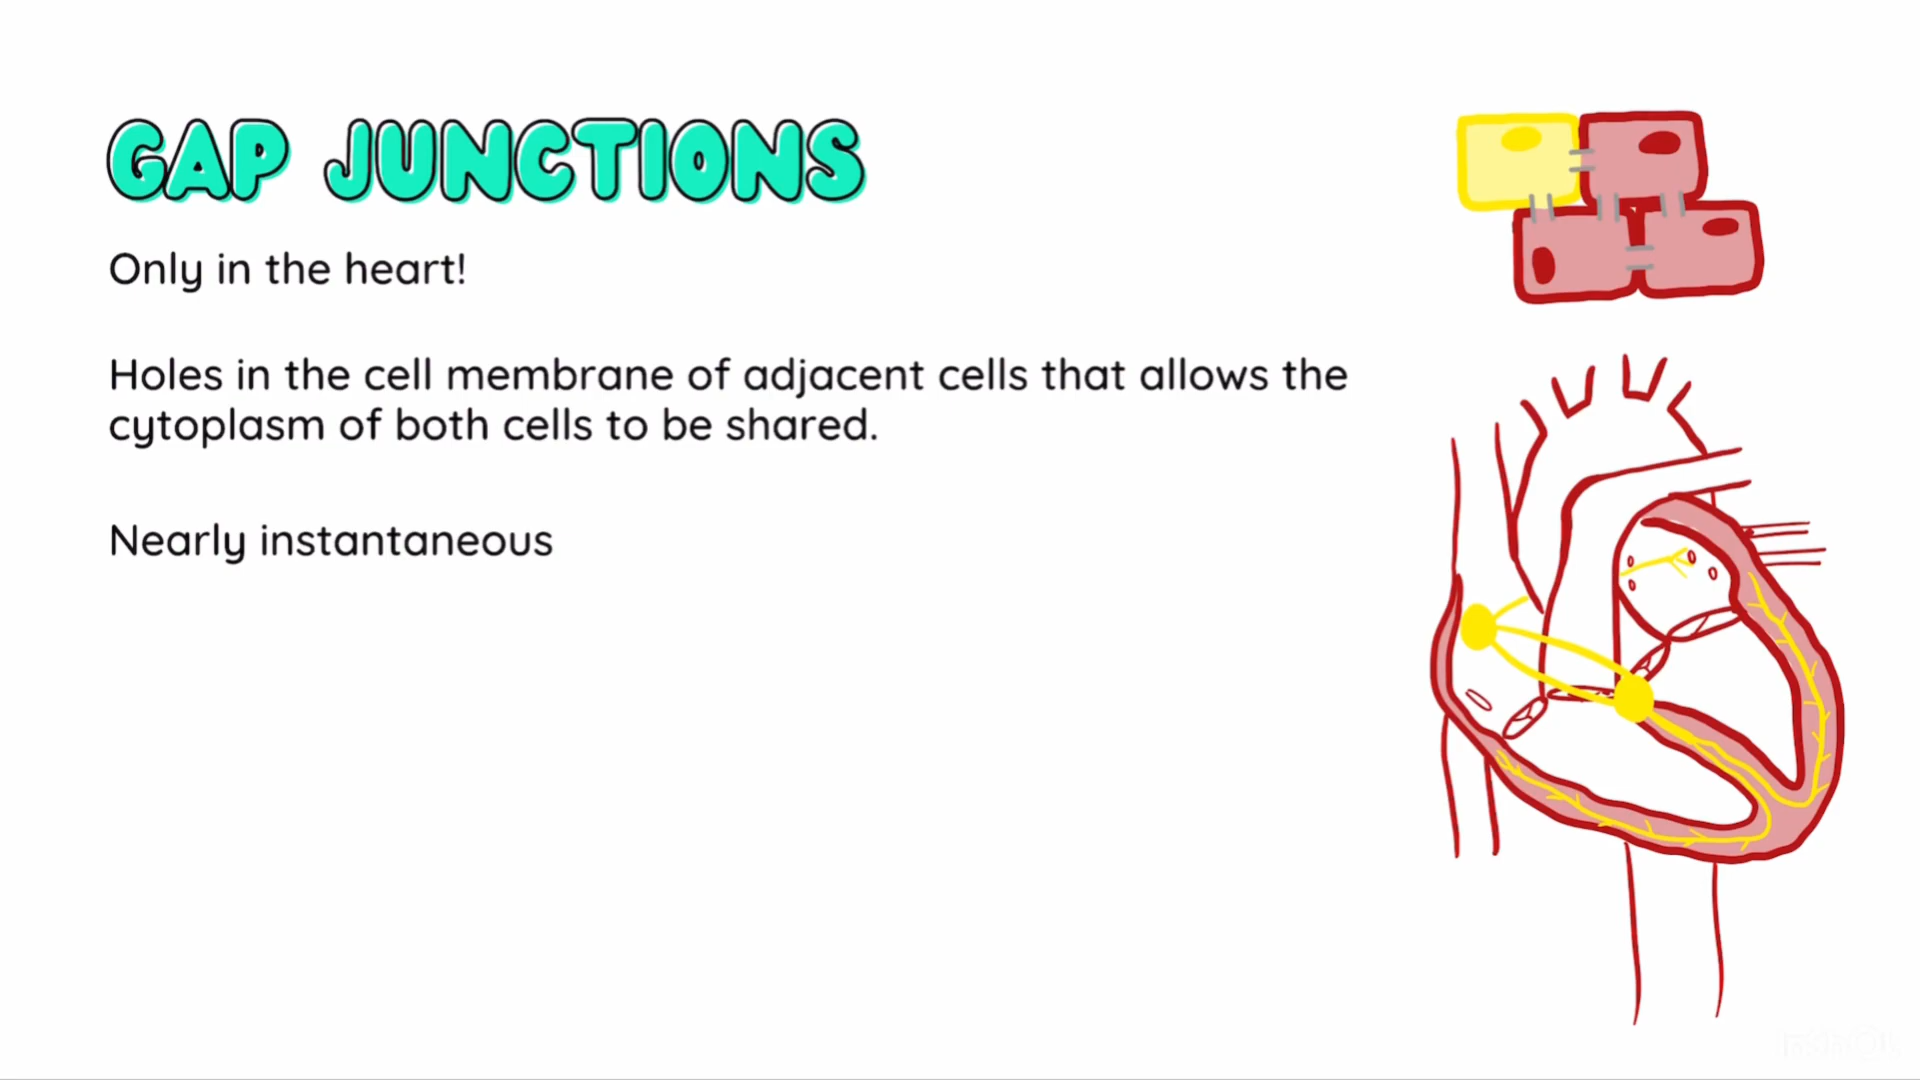 GAP JUNCTIONS
Only in the heart!
Holes in the cell membrane of adjacent cells that allows the
cytoplasm of both cells to be shared.
Nearly instantaneous